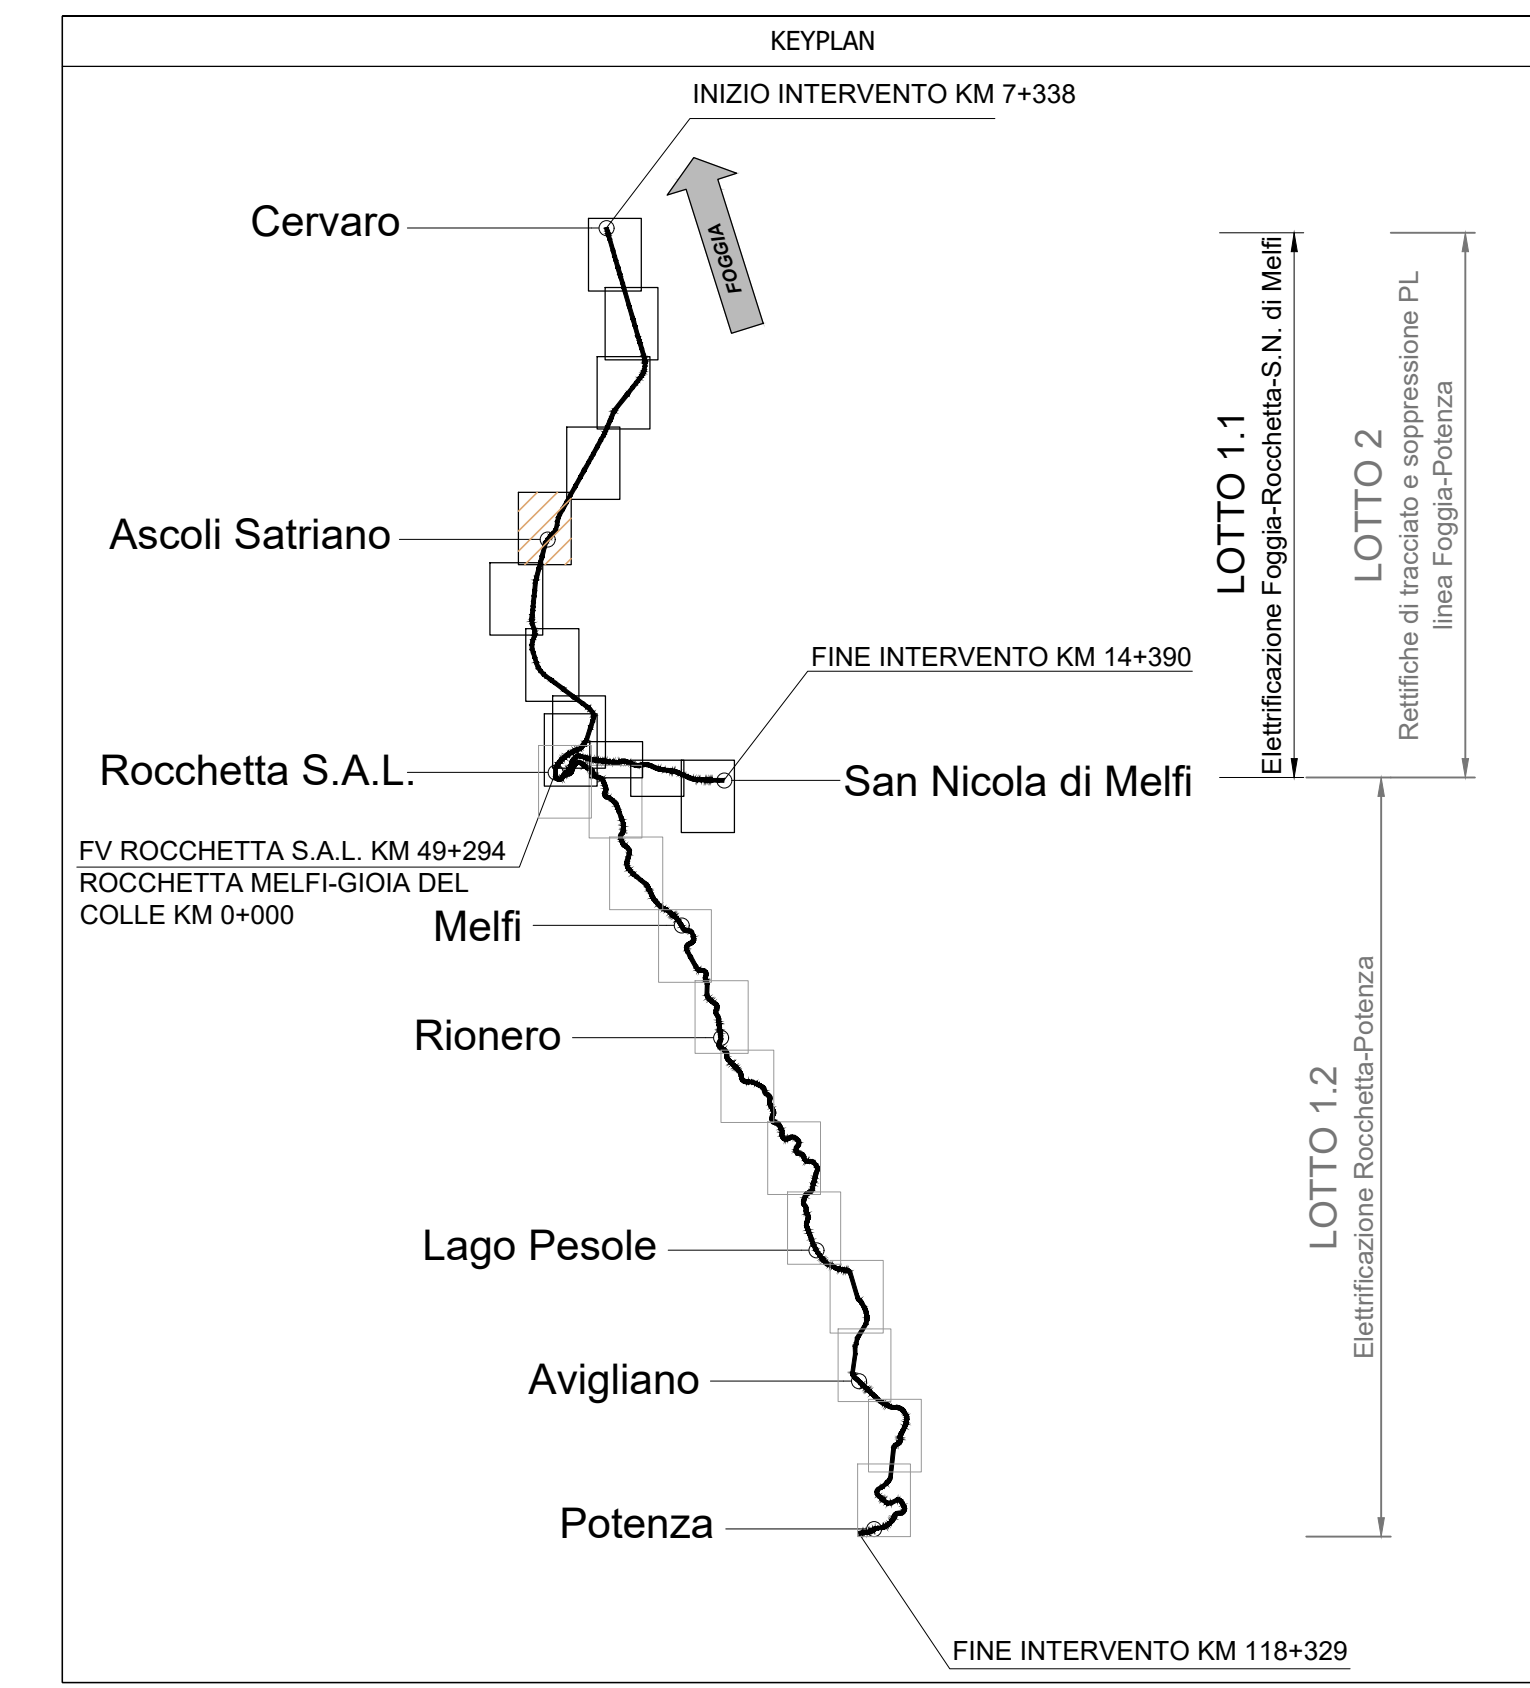 KEYPLAN
INIZIO INTERVENTO KM 7+338
Cervaro
FOGGIA
Ascoli Satriano
LOTTO 1.1
Elettrificazione Foggia-Rocchetta-S.N. di Melfi
LOTTO 2
Rettifiche di tracciato e soppressione PL
linea Foggia-Potenza
FINE INTERVENTO KM 14+390
Rocchetta S.A.L.
San Nicola di Melfi
FV ROCCHETTA S.A.L. KM 49+294
ROCCHETTA MELFI-GIOIA DEL
COLLE KM 0+000
Melfi
Rionero
LOTTO 1.2
Elettrificazione Rocchetta-Potenza
Lago Pesole
Avigliano
Potenza
FINE INTERVENTO KM 118+329